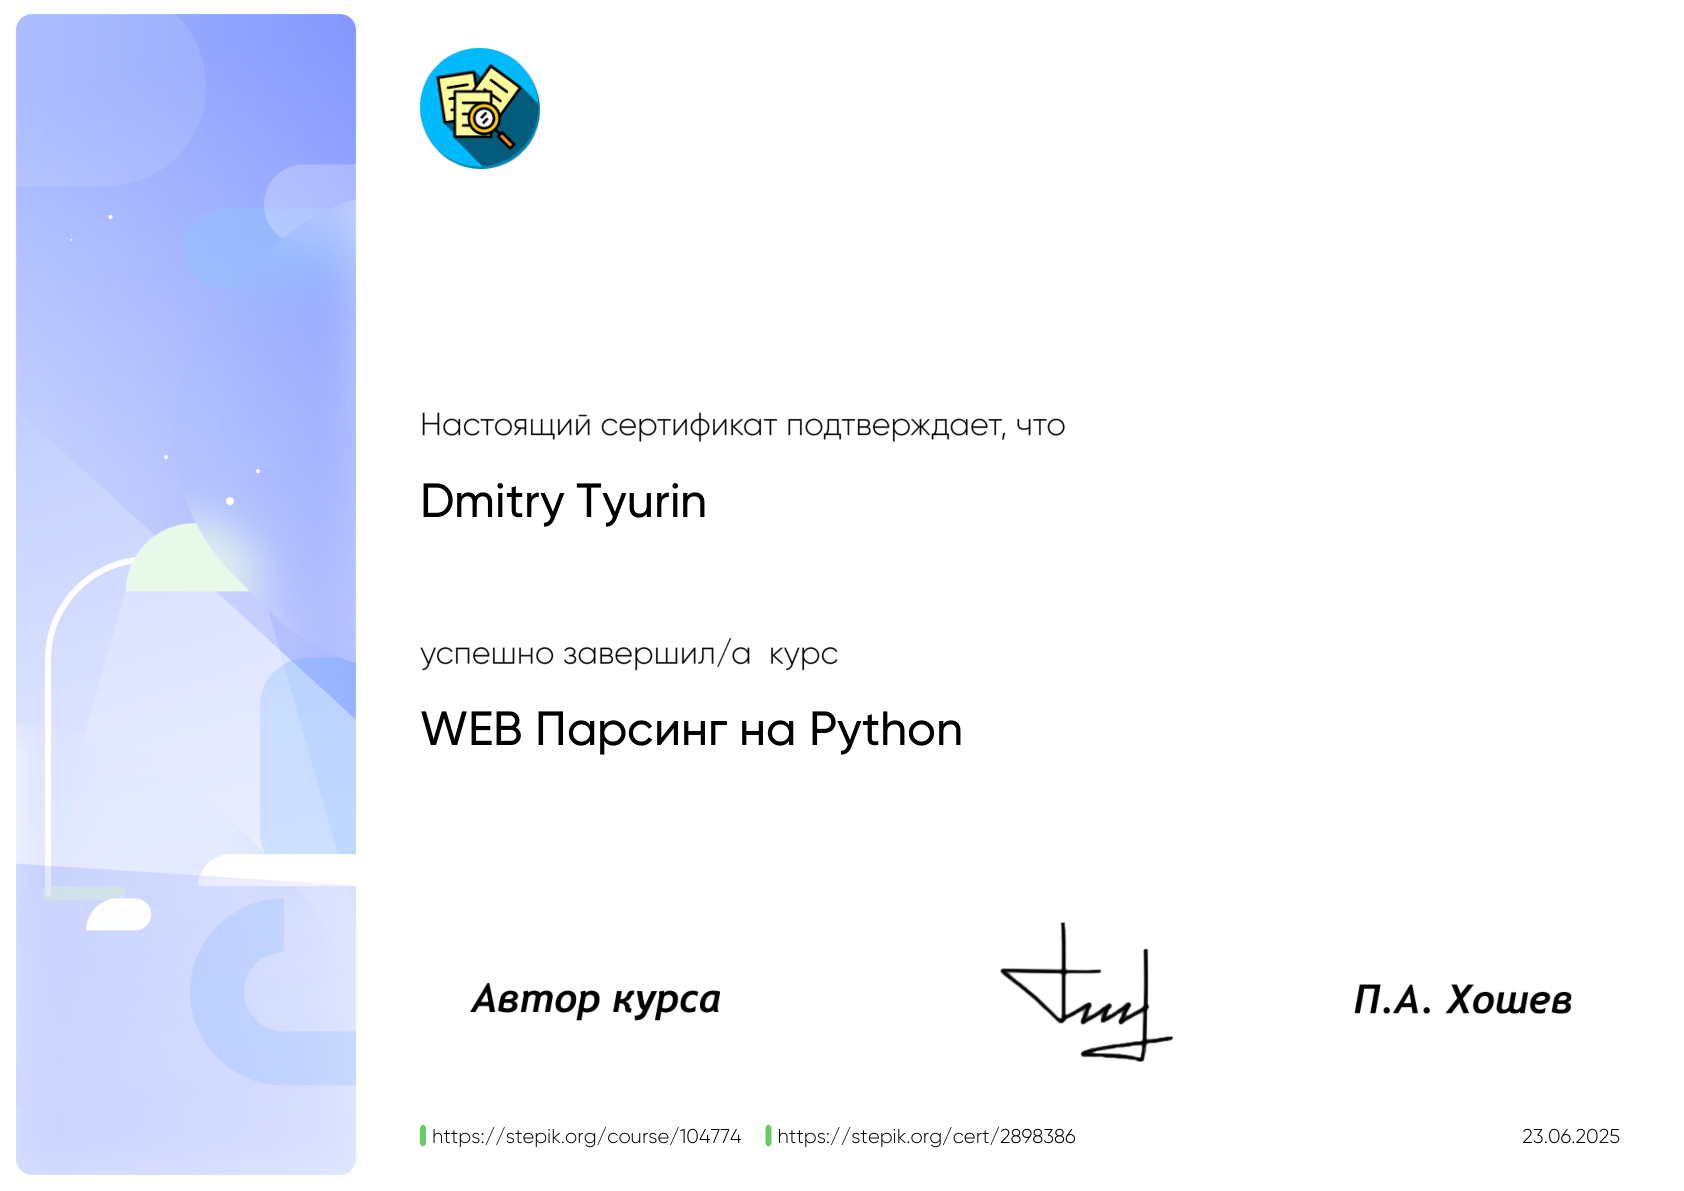 Настоящий сертификат подтверждает, что
Dmitry Tyurin
успешно завершил/а курс
WEB Парсинг на Python
Автор курса
П.А. Хошев
https://stepik.org/course/104774 https://stepik.org/cert/2898386 23.06.2025